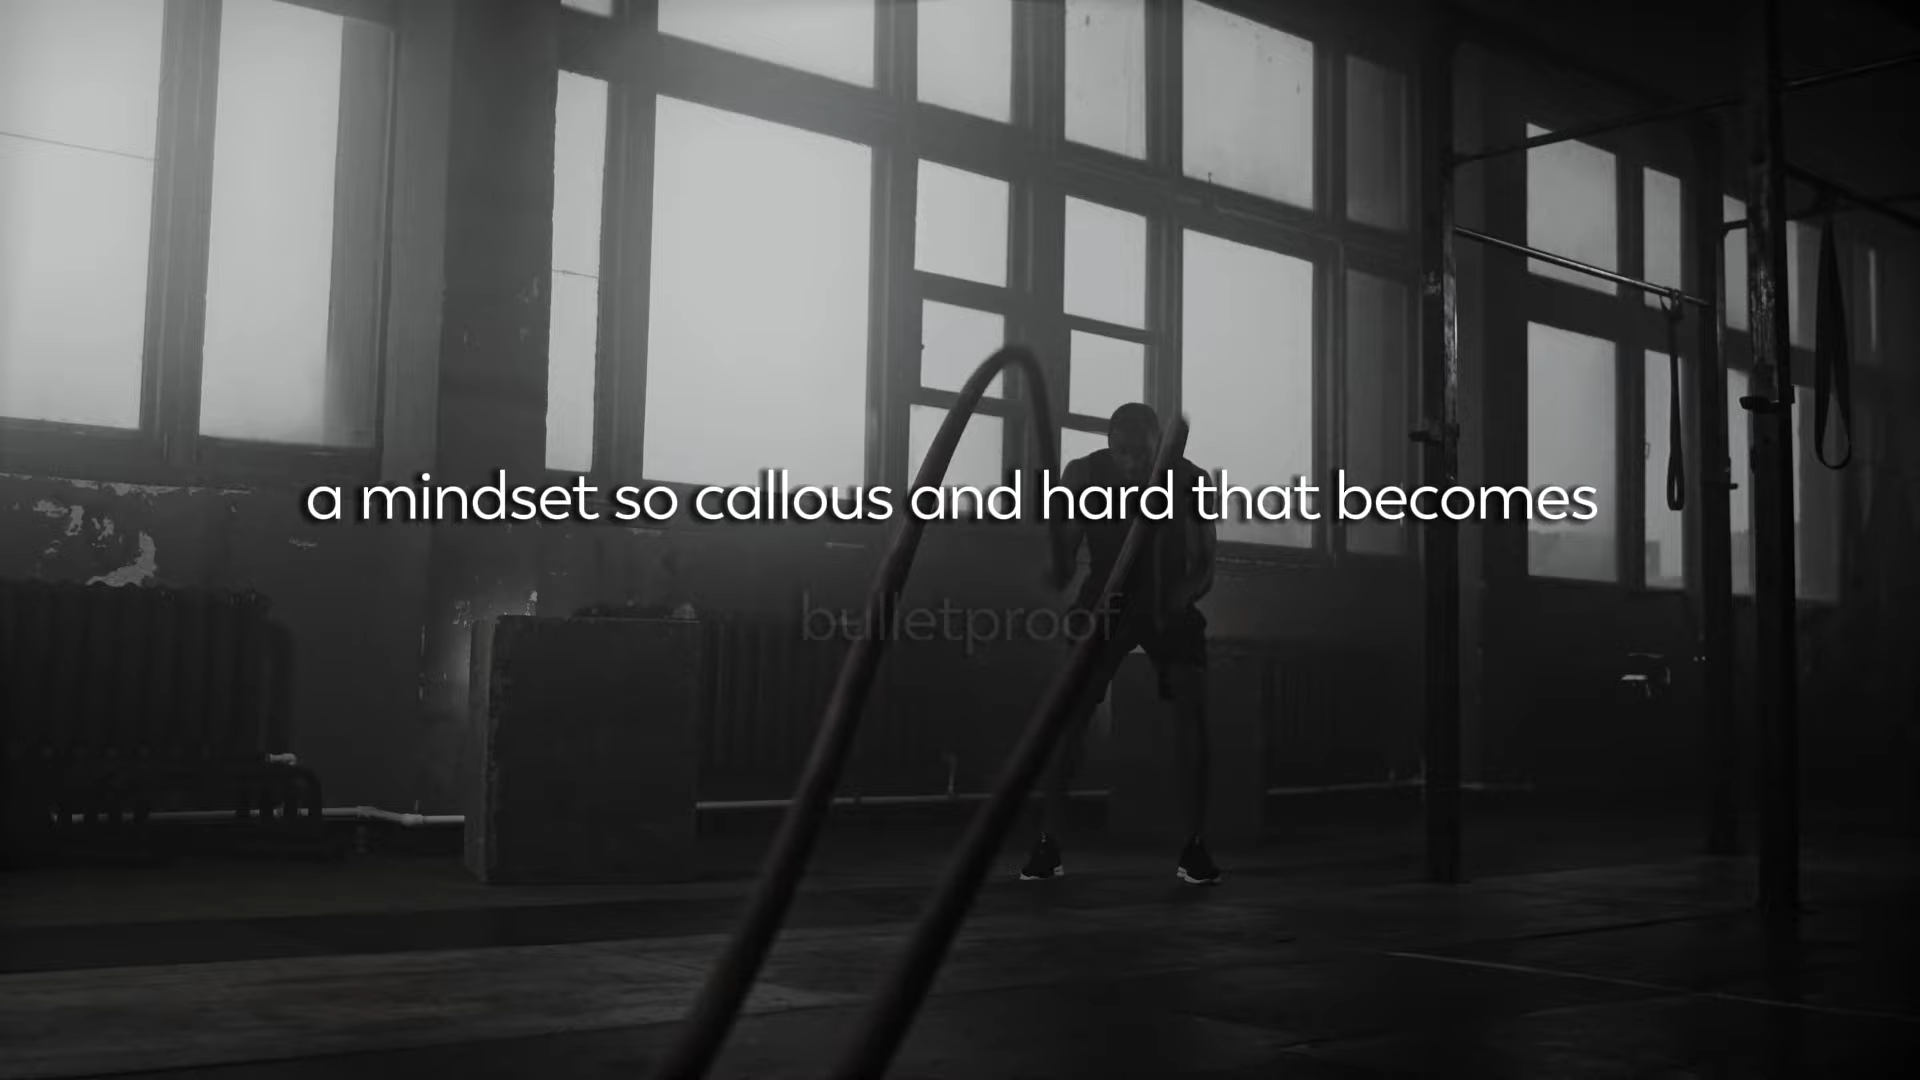 a mindset so callous and hard that becomes
bulletproof